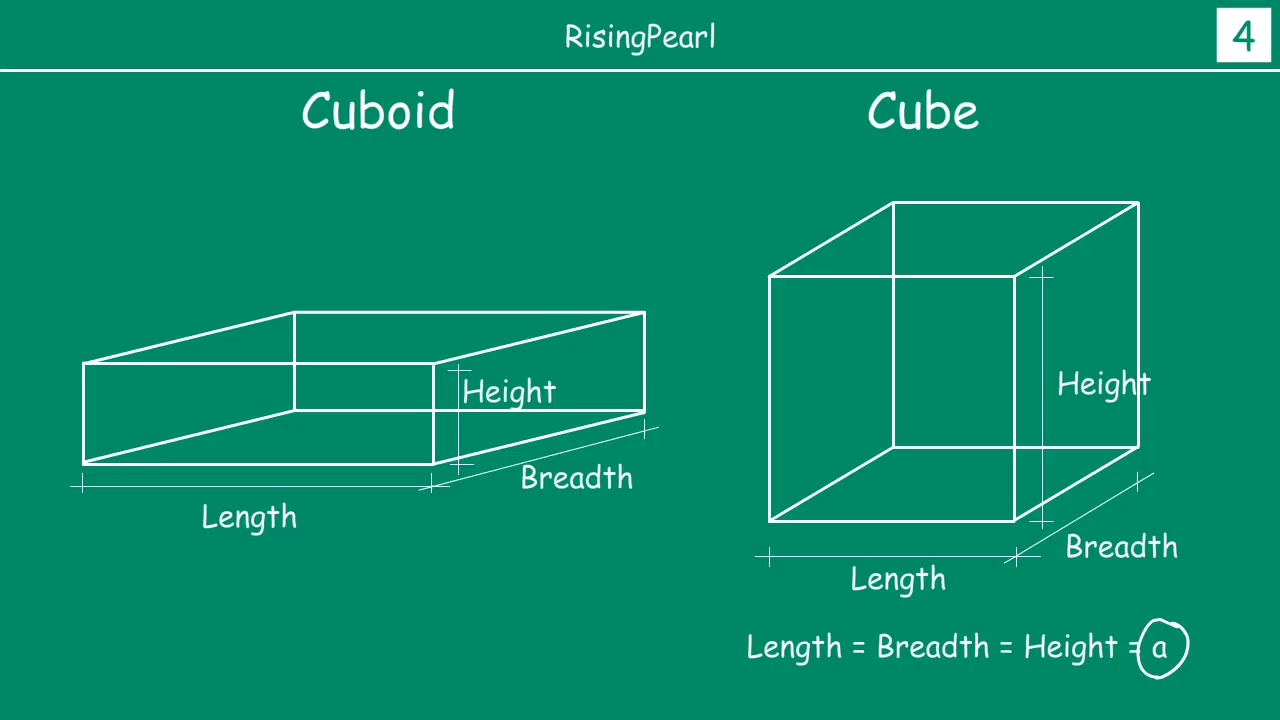 RisingPearl
4
Cuboid
Cube
Height
Breadth
Length
Height
Breadth
Length
Length = Breadth = Height = a